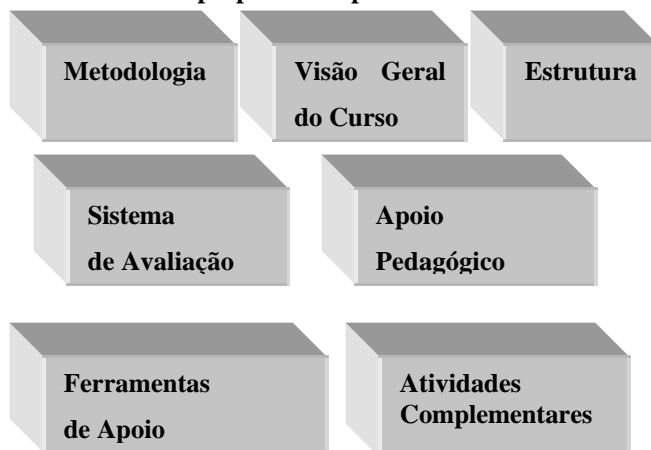 Metodologia
Visão Geral
do Curso
Estrutura
Sistema
de Avaliação
Apoio
Pedagógico
Ferramentas
de Apoio
Atividades
Complementares